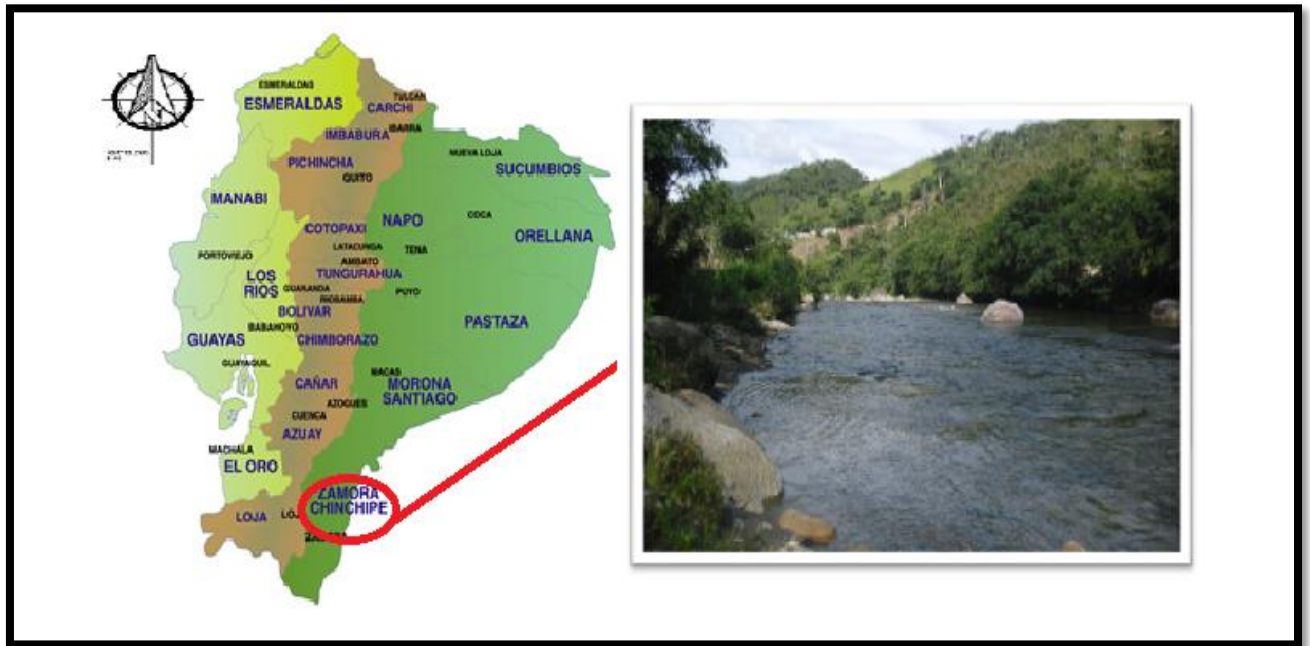 ESMERALDAS
ESMERALDAS
TULCAN
CARCHI
IBARRA
IMBABURA
PICHINCHA
QUITO
NUEVA LOJA
SUCUMBIOS
MANABI
NAPO
COCA
COTOPAXI
ORELLANA
PORTOVIEJO
LATACUNGA
TENA
AMBATO
TUNGURAHUA
LOS
RIOS
GUARANDA
RIOBAMBA
PUYO
BOLIVAR
BABAHOYO
PASTAZA
GUAYAS
CHIMBORAZO
GUAYAQUIL
MACAS
CAÑAR
MORONA
SANTIAGO
AZOGUES
CUENCA
AZUAY
MACHALA
EL ORO
ZAMORA
CHINCHIPE
LOJA